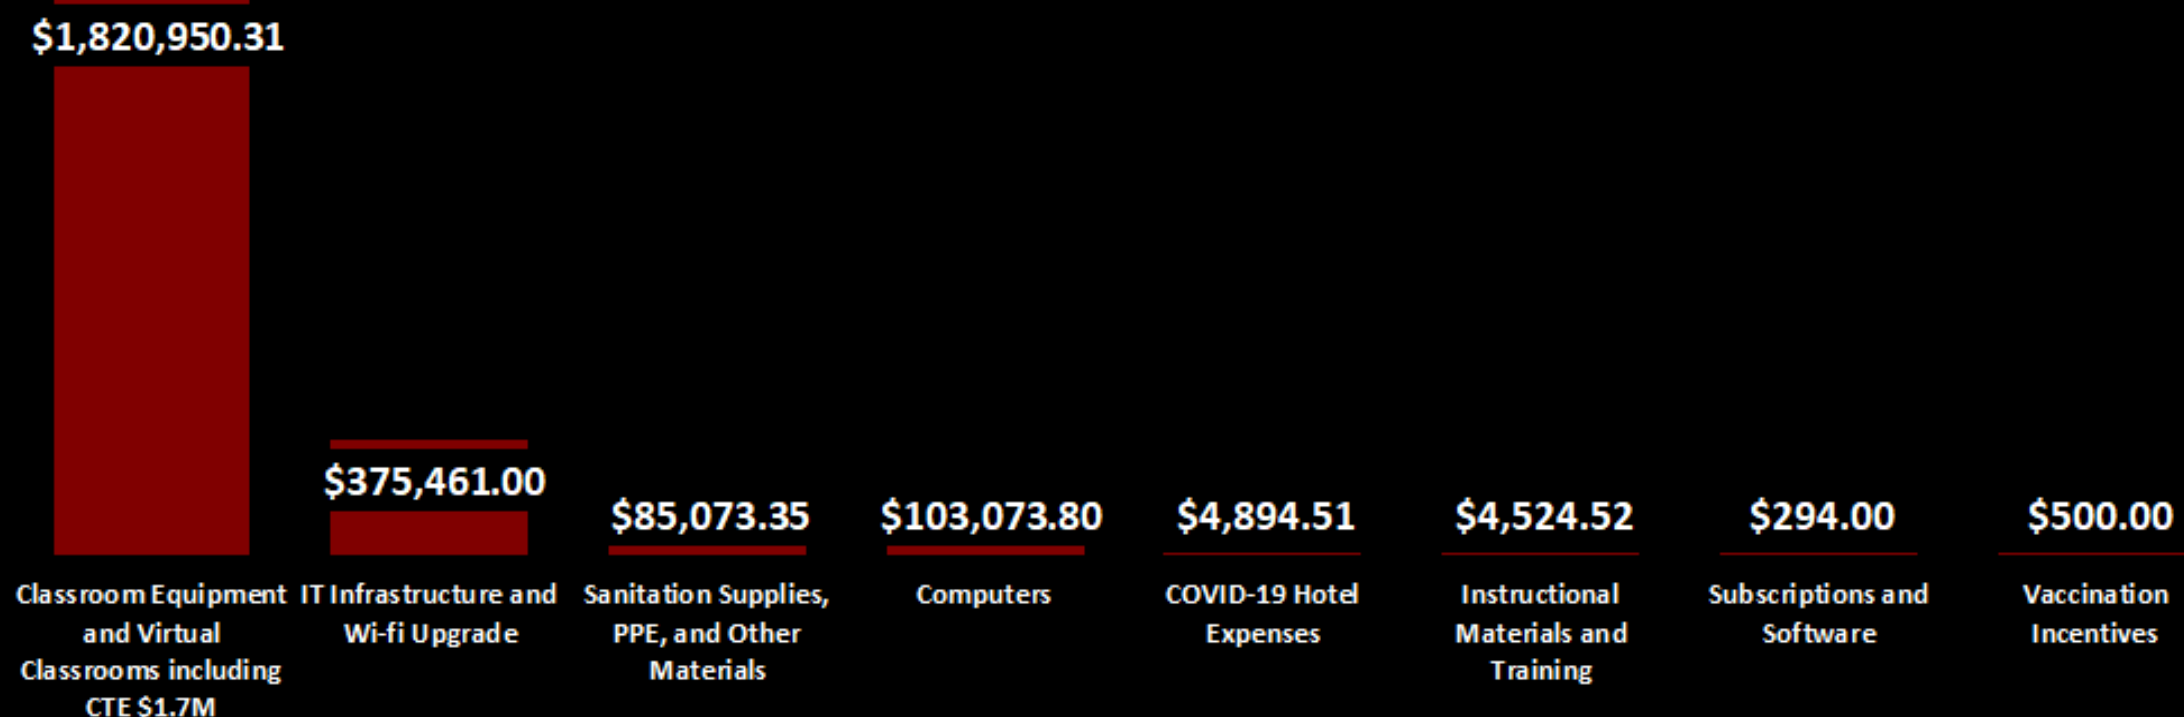 $1,820,950.31
$375,461.00
$85,073.35
$103,073.80
$4,894.51
$4,524.52
$294.00
$500.00
Classroom Equipment
and Virtual
Classrooms including
CTE $1.7M
IT Infrastructure and
Wi-fi Upgrade
Sanitation Supplies,
PPE, and Other
Materials
Computers
COVID-19 Hotel
Expenses
Instructional
Materials and
Training
Subscriptions and
Software
Vaccination
Incentives